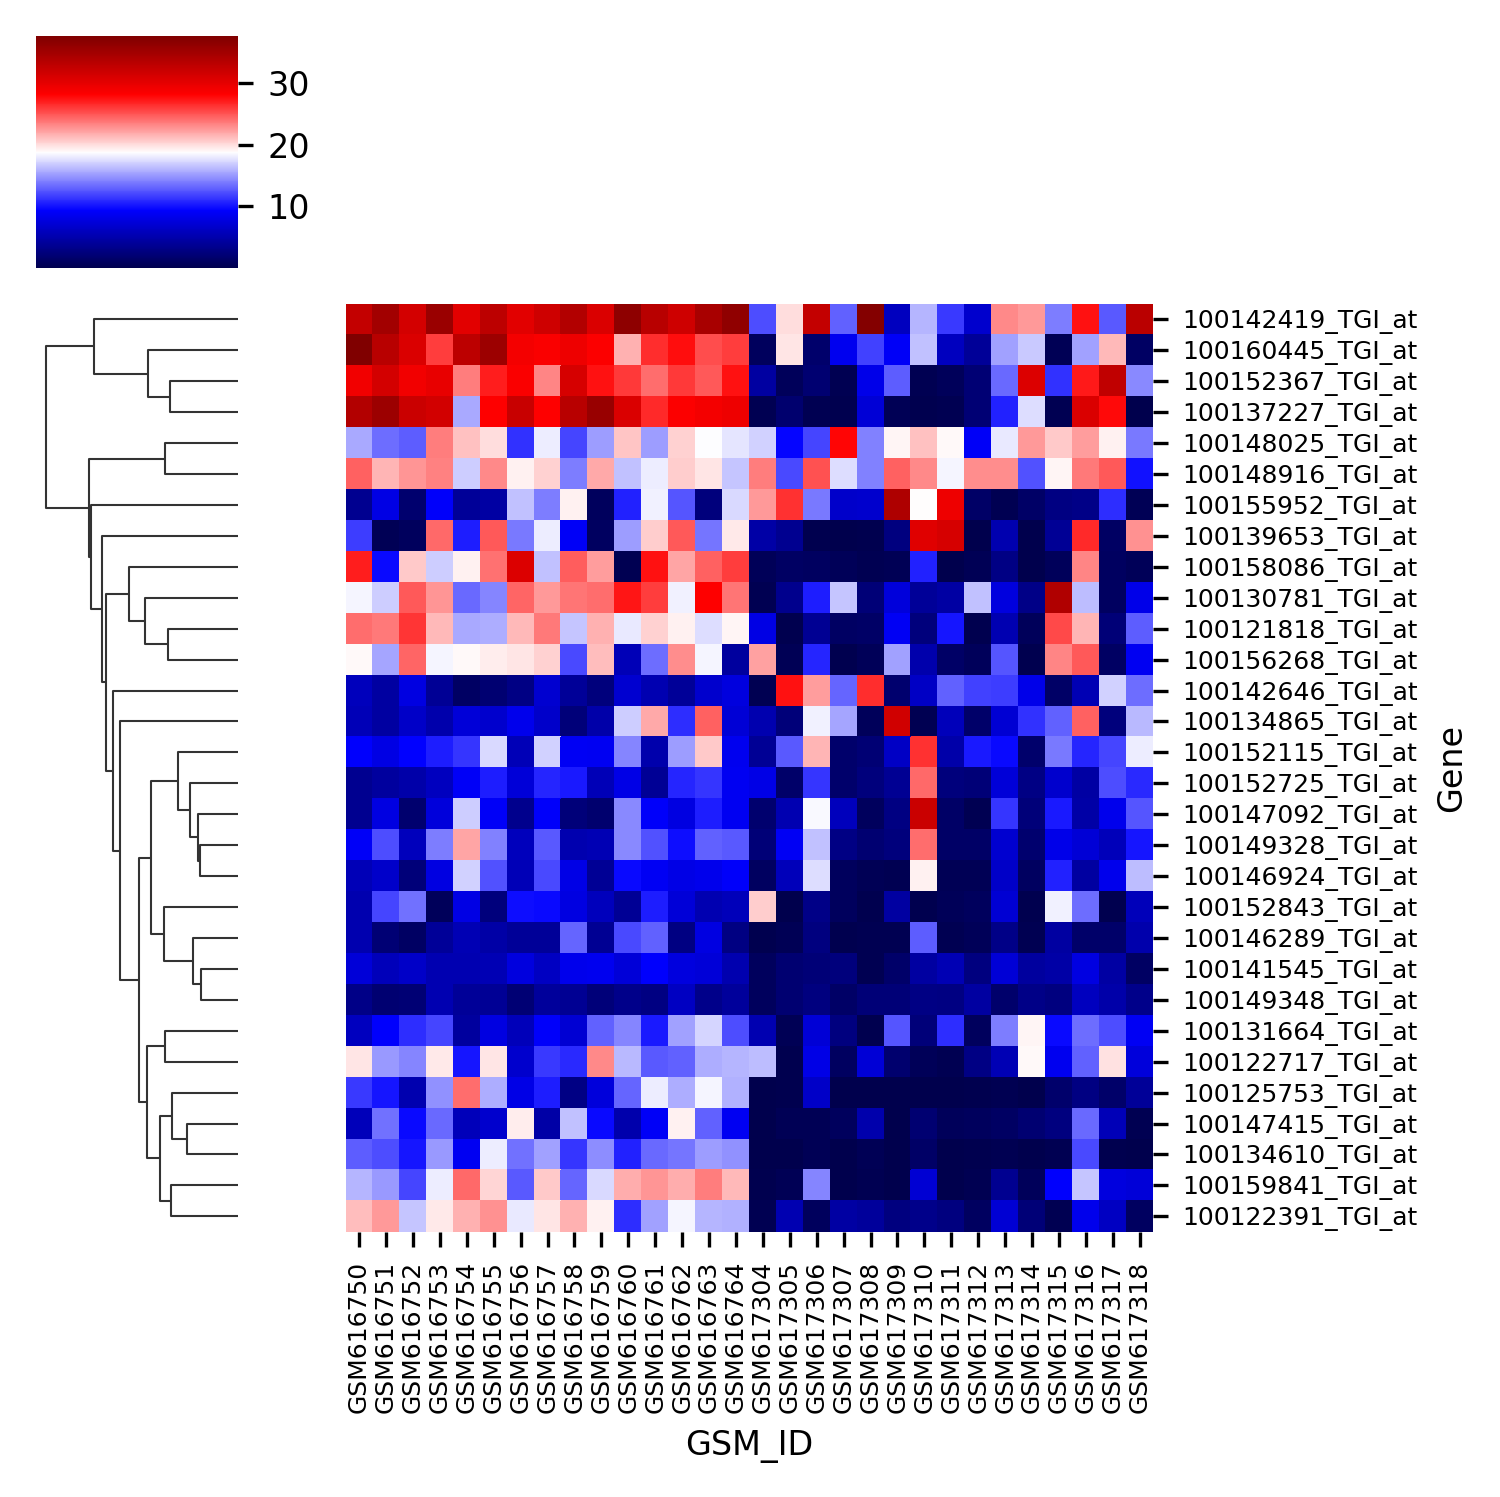 30
20
10
100142419_TGI_at
100160445_TGI_at
100152367_TGI_at
100137227_TGI_at
100148025_TGI_at
100148916_TGI_at
100155952_TGI_at
100139653_TGI_at
100158086_TGI_at
100130781_TGI_at
100121818_TGI_at
100156268_TGI_at
100142646_TGI_at
100134865_TGI_at
100152115_TGI_at
100152725_TGI_at
100147092_TGI_at
100149328_TGI_at
100146924_TGI_at
100152843_TGI_at
100146289_TGI_at
100141545_TGI_at
100149348_TGI_at
100131664_TGI_at
100122717_TGI_at
100125753_TGI_at
100147415_TGI_at
100134610_TGI_at
100159841_TGI_at
100122391_TGI_at
Gene
GSM616750
GSM616751
GSM616752
GSM616753
GSM616754
GSM616755
GSM616756
GSM616757
GSM616758
GSM616759
GSM616760
GSM616761
GSM616762
GSM616763
GSM616764
GSM617304
GSM617305
GSM617306
GSM617307
GSM617308
GSM617309
GSM617310
GSM617311
GSM617312
GSM617313
GSM617314
GSM617315
GSM617316
GSM617317
GSM617318
GSM_ID